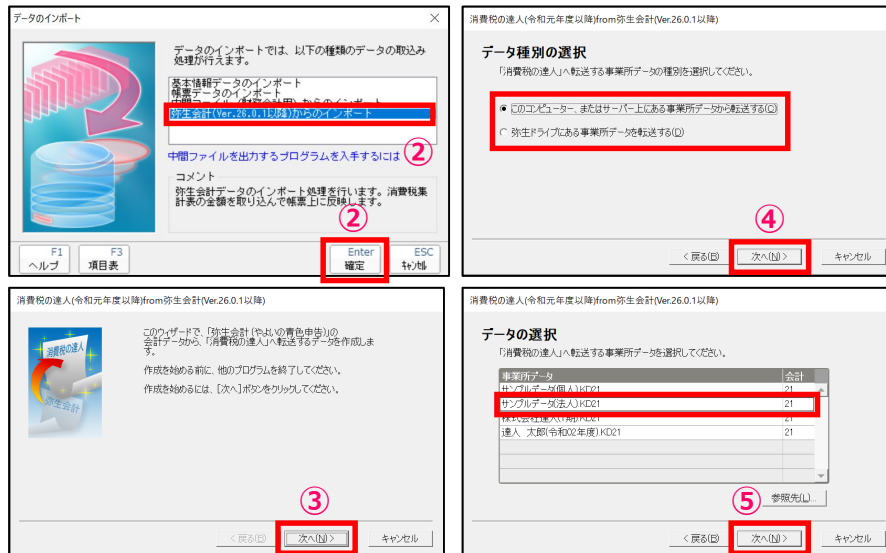 データのインポート
データのインポートでは、以下の種類のデータの取込み
処理が行えます。
基本情報データのインポート
帳票データのインポート
中間ファイル（財務会計用）からのインポート
弥生会計(Ver.26.0.1以降)からのインポート
②
中間ファイルを出力するプログラムを入手するには
コメント
弥生会計データのインポート処理を行います。消費税集
計表の金額を取り込んで帳票上に反映します。
②
F1
ヘルプ
F3
項目表
Enter
確定
ESC
ｷｬﾝｾﾙ
消費税の達人(令和元年度以降)from弥生会計(Ver.26.0.1以降)
データ種別の選択
「消費税の達人」へ転送する事業所データの種別を選択してください。
このコンピューター、またはサーバー上にある事業所データから転送する(C)
弥生ドライブにある事業所データを転送する(D)
④
< 戻る(B)
次へ(N) >
キャンセル
消費税の達人(令和元年度以降)from弥生会計(Ver.26.0.1以降)
消費税の達人
弥生会計
このウィザードで、「弥生会計 (やよいの青色申告)」の
会計データから、「消費税の達人」へ転送するデータを作成しま
す。
作成を始める前に、他のプログラムを終了してください。
作成を始めるには、[次へ]ボタンをクリックしてください。
③
< 戻る(B)
次へ(N) >
キャンセル
消費税の達人(令和元年度以降)from弥生会計(Ver.26.0.1以降)
データの選択
「消費税の達人」へ転送する事業所データを選択してください。
事業所データ 会計
サンプルデータ(個人).KD21 21
サンプルデータ(法人).KD21 21
株式会社達人(1期).KD21 21
達人 太郎(令和02年度).KD21 21
参照先(L)...
⑤
< 戻る(B)
次へ(N) >
キャンセル